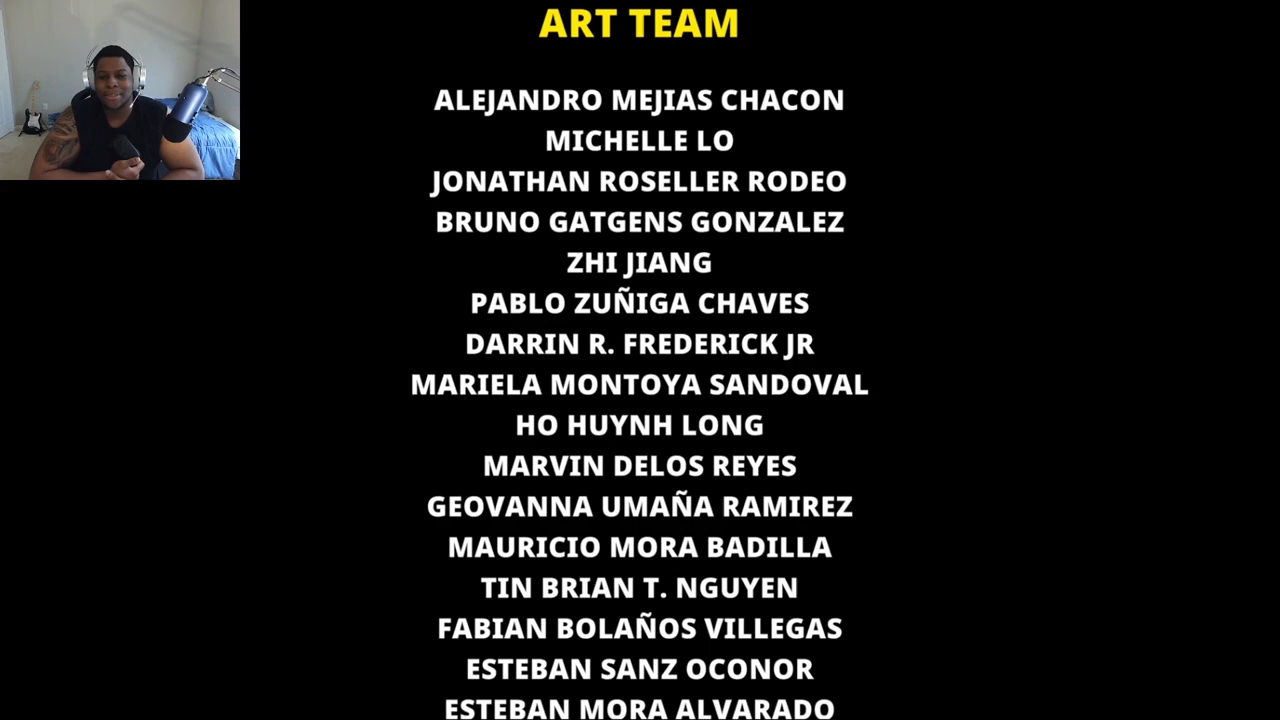 ART TEAM
ALEJANDRO MEJIAS CHACON
MICHELLE LO
JONATHAN ROSELLER RODEO
BRUNO GATGENS GONZALEZ
ZHI JIANG
PABLO ZUÑIGA CHAVES
DARRIN R. FREDERICK JR
MARIELA MONTOYA SANDOVAL
HO HUYNH LONG
MARVIN DELOS REYES
GEOVANNA UMAÑA RAMIREZ
MAURICIO MORA BADILLA
TIN BRIAN T. NGUYEN
FABIAN BOLAÑOS VILLEGAS
ESTEBAN SANZ OCONOR
ESTEBAN MORA ALVARADO